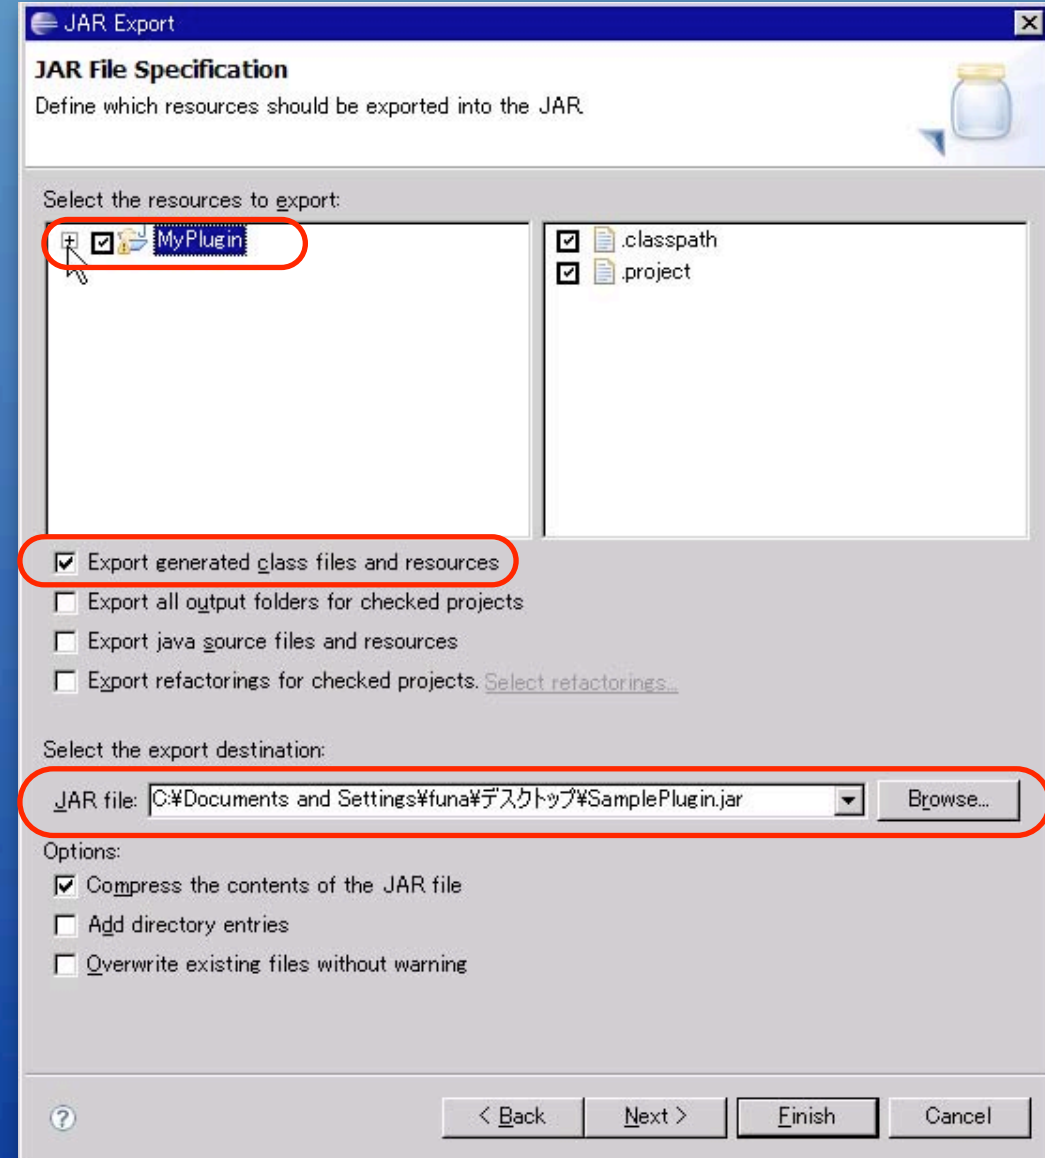 JAR Export
JAR File Specification
Define which resources should be exported into the JAR.
Select the resources to export:
MyPlugin
.classpath
.project
Export generated class files and resources
Export all output folders for checked projects
Export java source files and resources
Export refactorings for checked projects. Select refactorings...
Select the export destination:
JAR file: C:¥Documents and Settings¥funa¥デスクトップ¥SamplePlugin.jar Browse...
Options:
Compress the contents of the JAR file
Add directory entries
Overwrite existing files without warning
? < Back Next > Finish Cancel